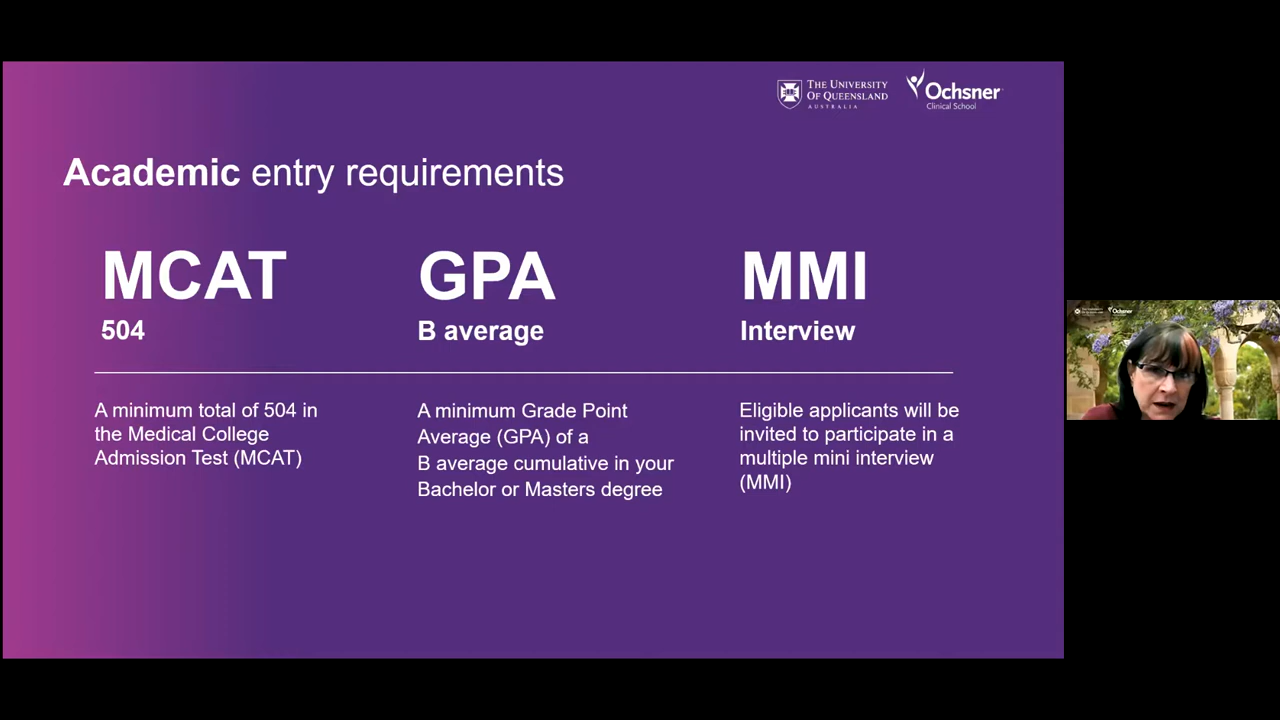 THE UNIVERSITY
OF QUEENSLAND
AUSTRALIA
Ochsner
Clinical School
Academic entry requirements
MCAT
504
A minimum total of 504 in
the Medical College
Admission Test (MCAT)
GPA
B average
A minimum Grade Point
Average (GPA) of a
B average cumulative in your
Bachelor or Masters degree
MMI
Interview
Eligible applicants will be
invited to participate in a
multiple mini interview
(MMI)
Ochsner